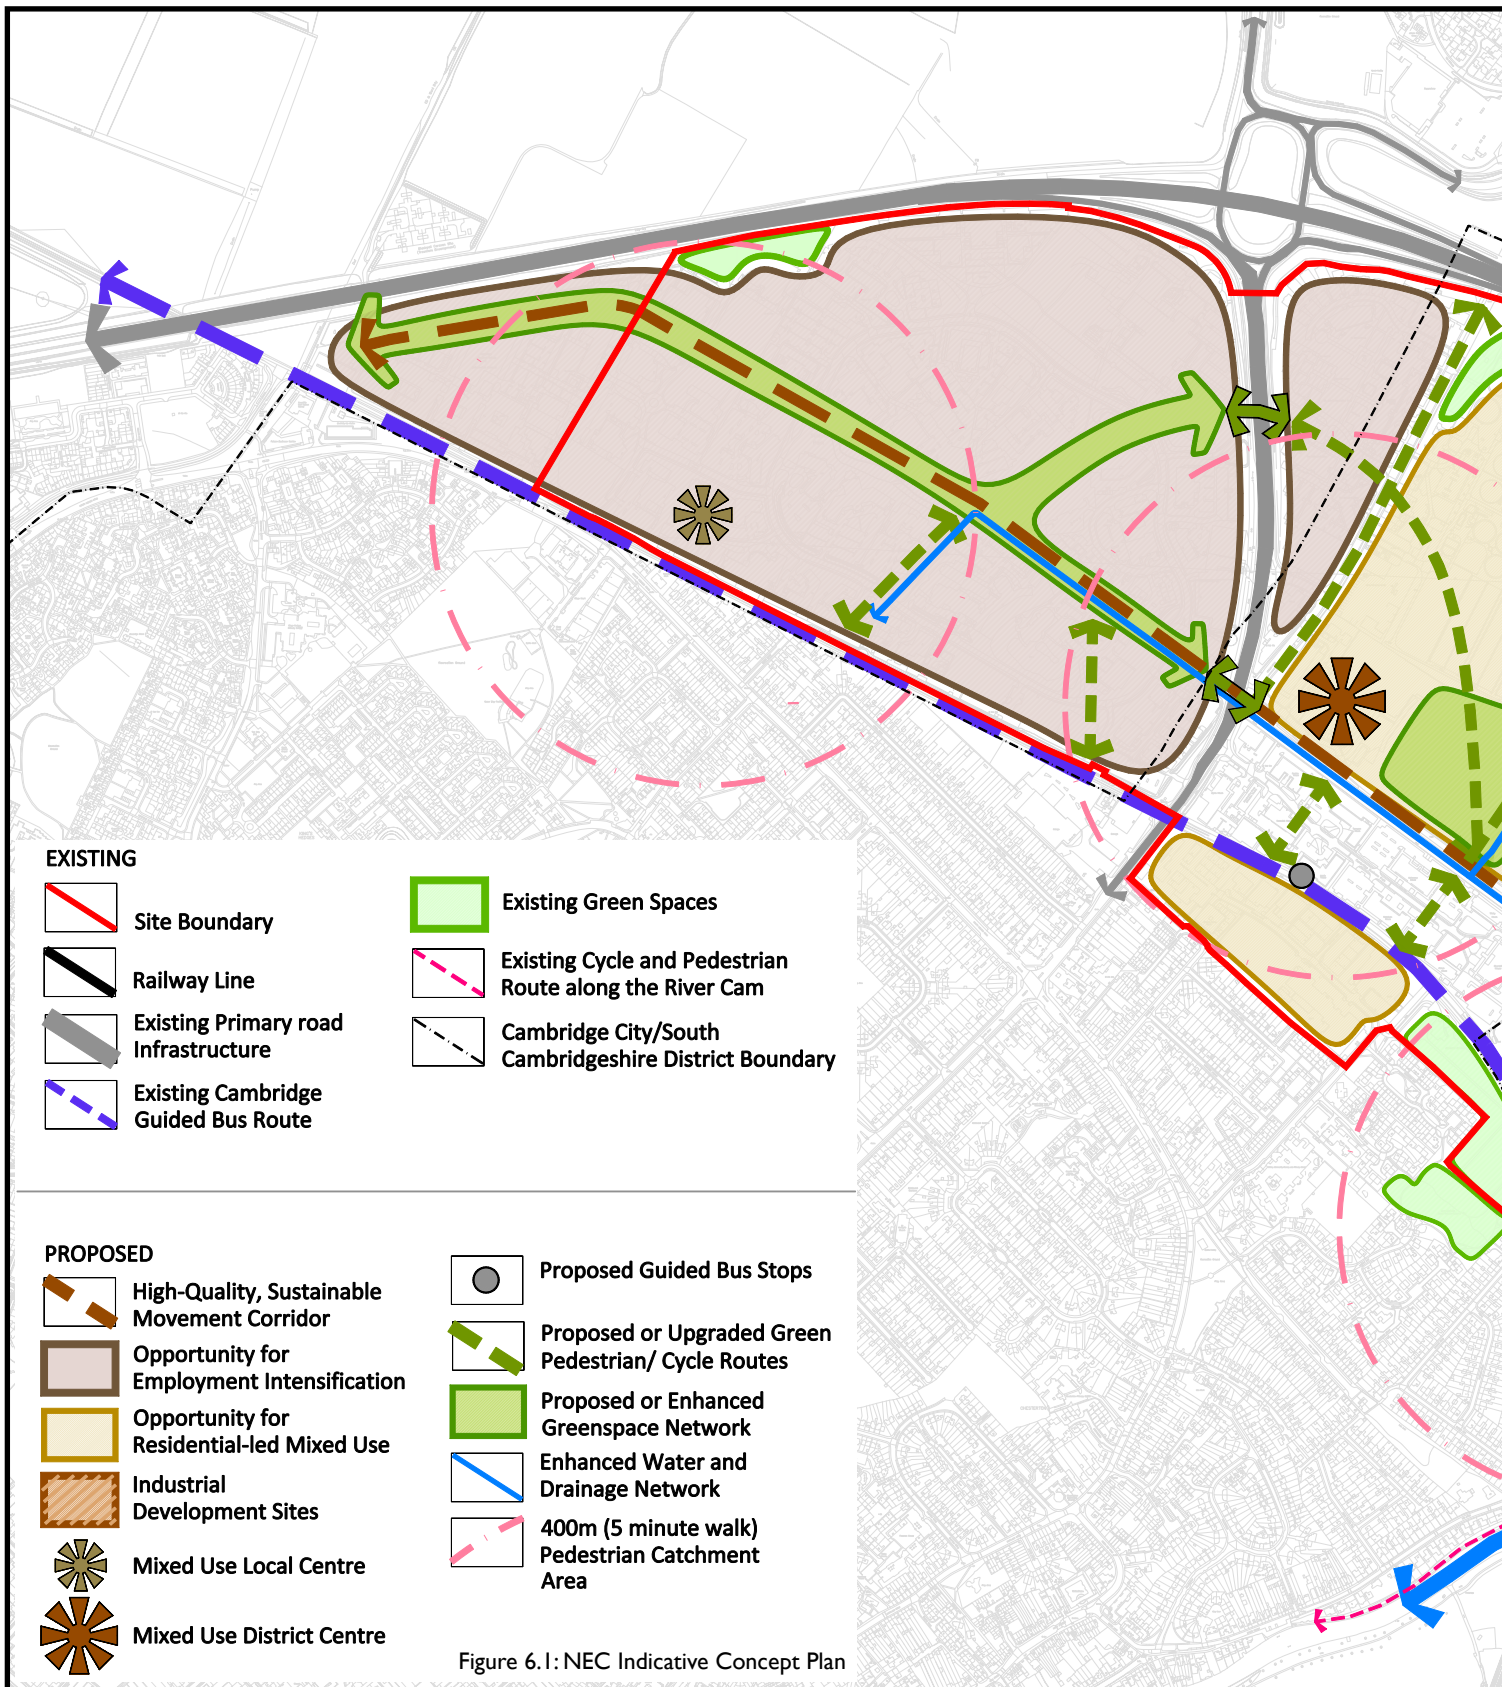 EXISTING
Site Boundary
Railway Line
Existing Primary road
Infrastructure
Existing Cambridge
Guided Bus Route
Existing Green Spaces
Existing Cycle and Pedestrian
Route along the River Cam
Cambridge City/South
Cambridgeshire District Boundary
PROPOSED
High-Quality, Sustainable
Movement Corridor
Opportunity for
Employment Intensification
Opportunity for
Residential-led Mixed Use
Industrial
Development Sites
Mixed Use Local Centre
Mixed Use District Centre
Proposed Guided Bus Stops
Proposed or Upgraded Green
Pedestrian/ Cycle Routes
Proposed or Enhanced
Greenspace Network
Enhanced Water and
Drainage Network
400m (5 minute walk)
Pedestrian Catchment
Area
Figure 6.1: NEC Indicative Concept Plan